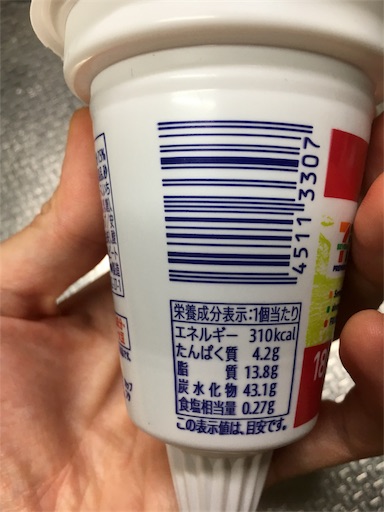 4511 3307
栄養成分表示:1個当たり
エネルギー 310kcal
たんぱく質 4.2g
脂質 13.8g
炭水化物 43.1g
食塩相当量 0.27g
この表示値は、目安です。